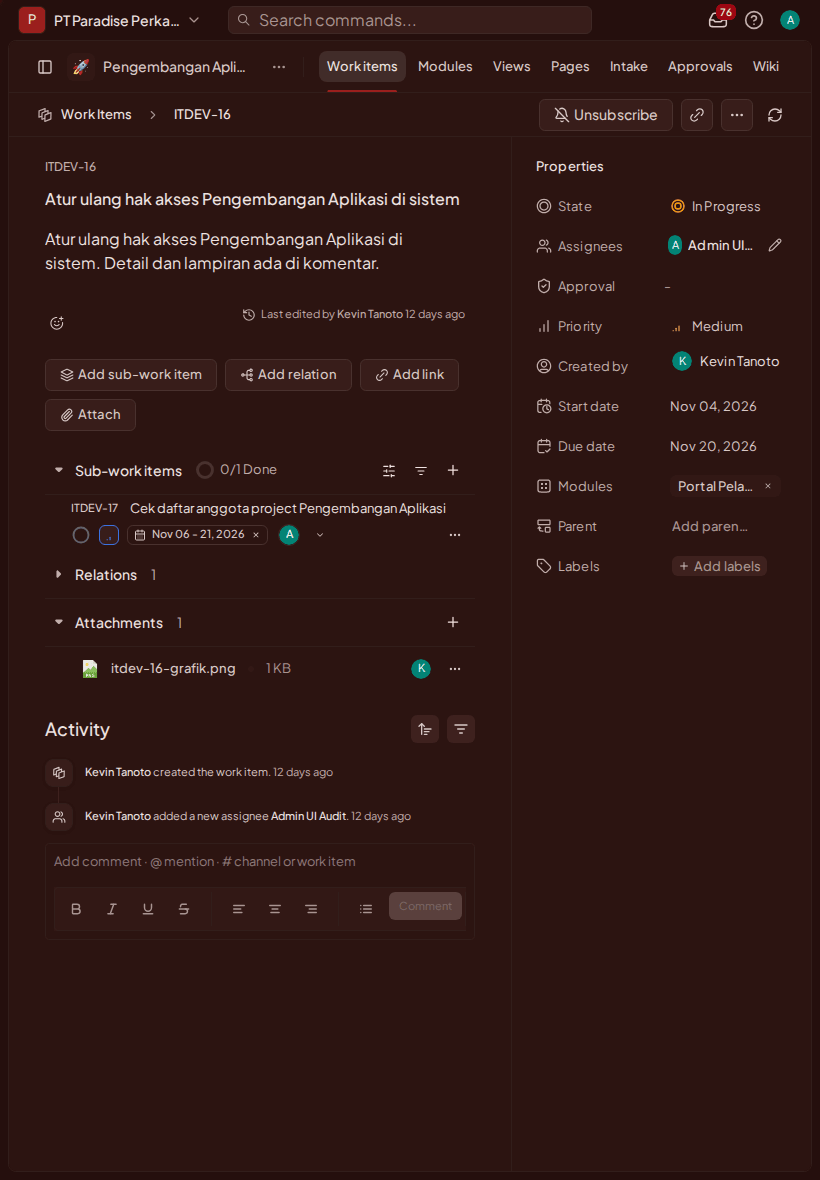 P PT Paradise Perka...
Search commands...
76
A
Pengembangan Apli...
Work items
Modules
Views
Pages
Intake
Approvals
Wiki
Work Items
ITDEV-16
Unsubscribe
ITDEV-16
Atur ulang hak akses Pengembangan Aplikasi di sistem
Atur ulang hak akses Pengembangan Aplikasi di
sistem. Detail dan lampiran ada di komentar.
Last edited by Kevin Tanoto 12 days ago
Add sub-work item
Add relation
Add link
Attach
Sub-work items
0/1 Done
ITDEV-17 Cek daftar anggota project Pengembangan Aplikasi
Nov 06 - 21, 2026 ×
A
Relations 1
Attachments 1
itdev-16-grafik.png
1 KB
K
Activity
Kevin Tanoto created the work item. 12 days ago
Kevin Tanoto added a new assignee Admin UI Audit. 12 days ago
Add comment · @ mention · # channel or work item
B I U S
Comment
Properties
State
In Progress
Assignees
A Admin UI...
Approval
–
Priority
Medium
Created by
K Kevin Tanoto
Start date
Nov 04, 2026
Due date
Nov 20, 2026
Modules
Portal Pela... ×
Parent
Add paren...
Labels
+ Add labels